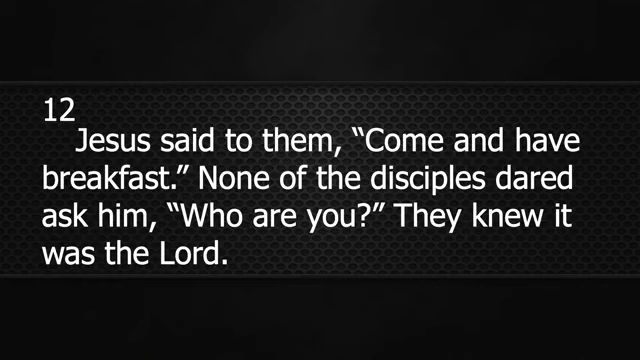 12
Jesus said to them, “Come and have
breakfast.” None of the disciples dared
ask him, “Who are you?” They knew it
was the Lord.